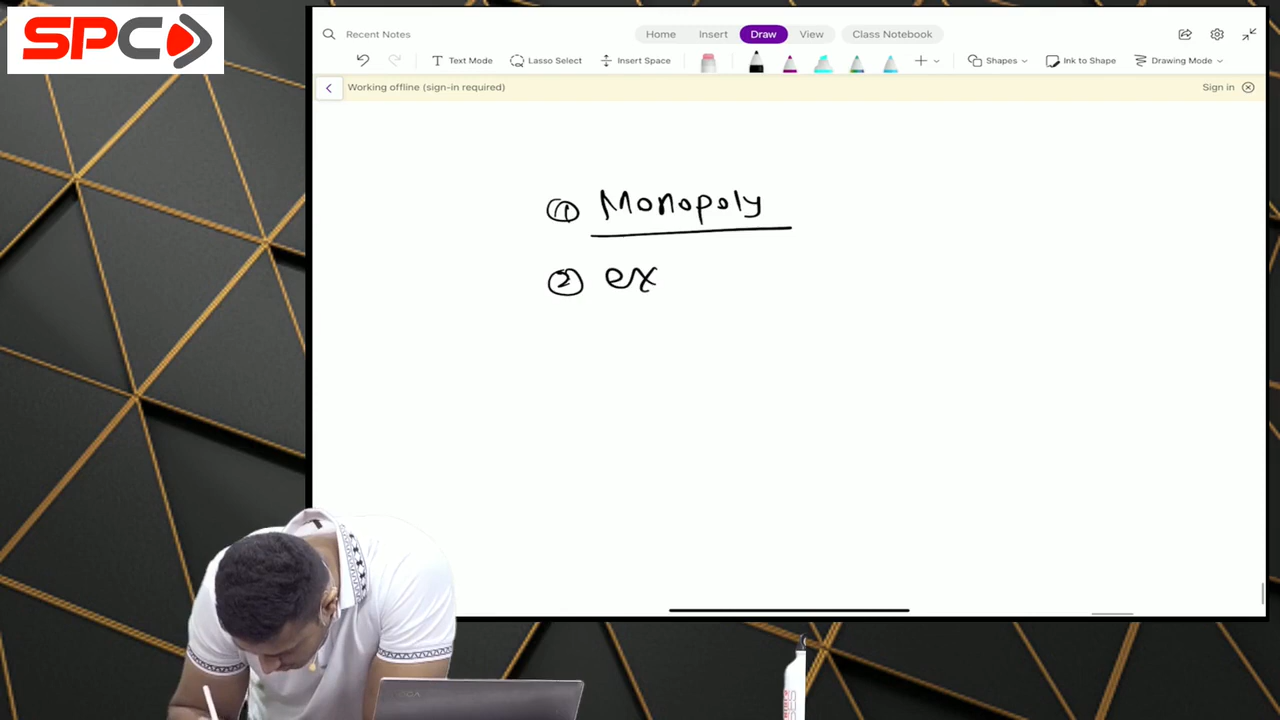 SPC
Recent Notes
Home Insert Draw View Class Notebook
Text Mode Lasso Select Insert Space Shapes Ink to Shape Drawing Mode
Working offline (sign-in required) Sign in
① Monopoly
② ex